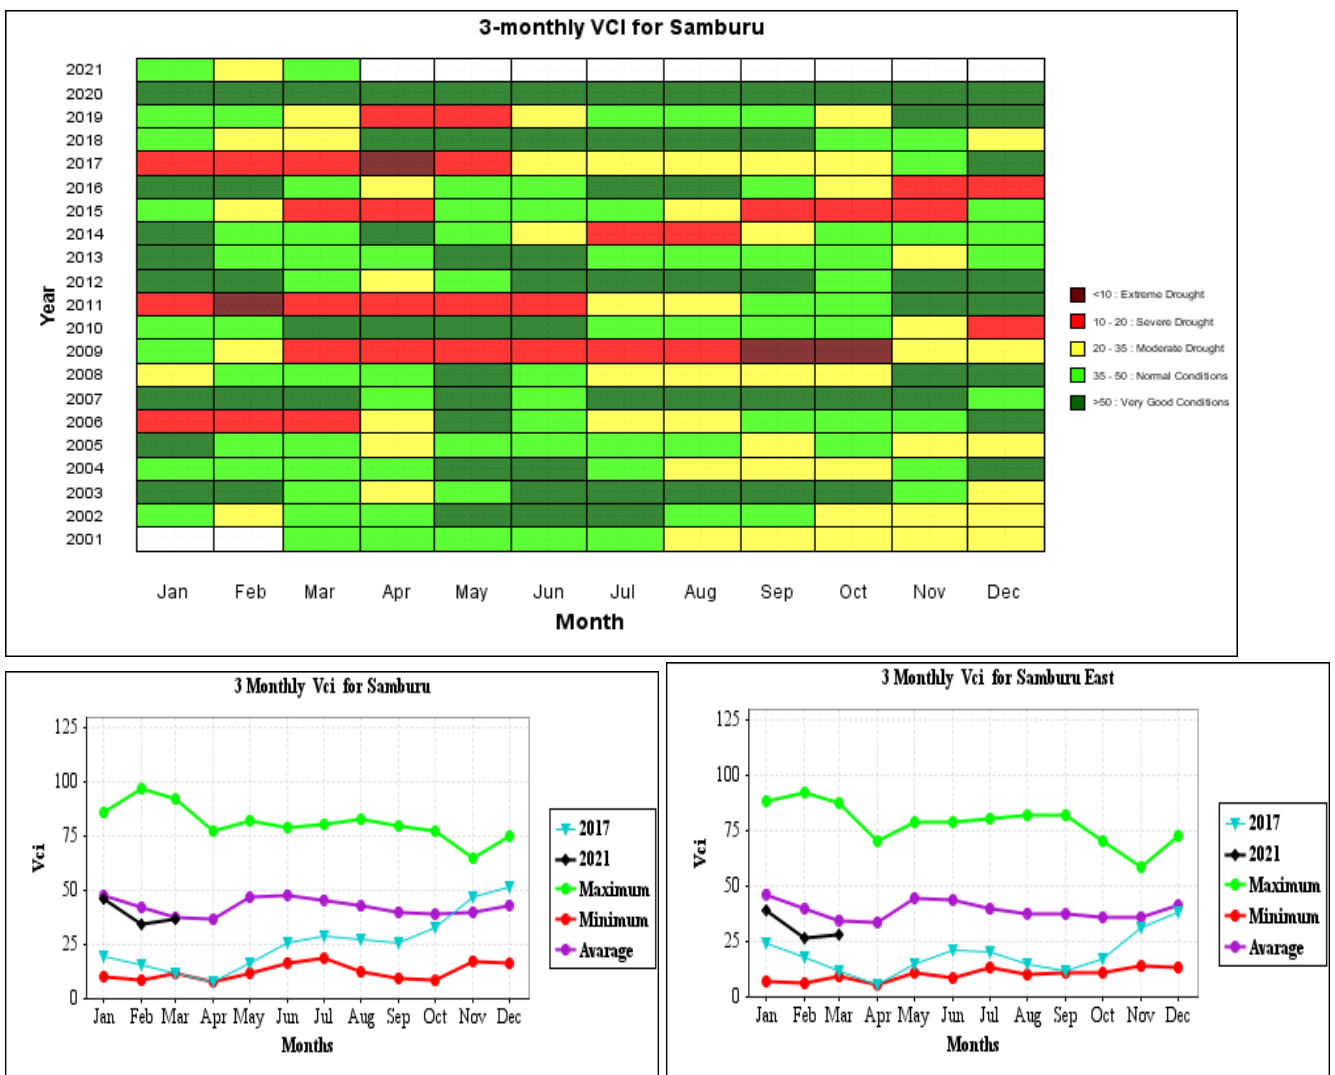 3-monthly VCI for Samburu
Year
2021
2020
2019
2018
2017
2016
2015
2014
2013
2012
2011
2010
2009
2008
2007
2006
2005
2004
2003
2002
2001
Jan Feb Mar Apr May Jun Jul Aug Sep Oct Nov Dec
Month
<10 : Extreme Drought
10 - 20 : Severe Drought
20 - 35 : Moderate Drought
35 - 50 : Normal Conditions
>50 : Very Good Conditions
3 Monthly Vci for Samburu
Vci
125
100
75
50
25
0
Jan Feb Mar Apr May Jun Jul Aug Sep Oct Nov Dec
Months
2017
2021
Maximum
Minimum
Avarage
3 Monthly Vci for Samburu East
Vci
125
100
75
50
25
0
Jan Feb Mar Apr May Jun Jul Aug Sep Oct Nov Dec
Months
2017
2021
Maximum
Minimum
Avarage